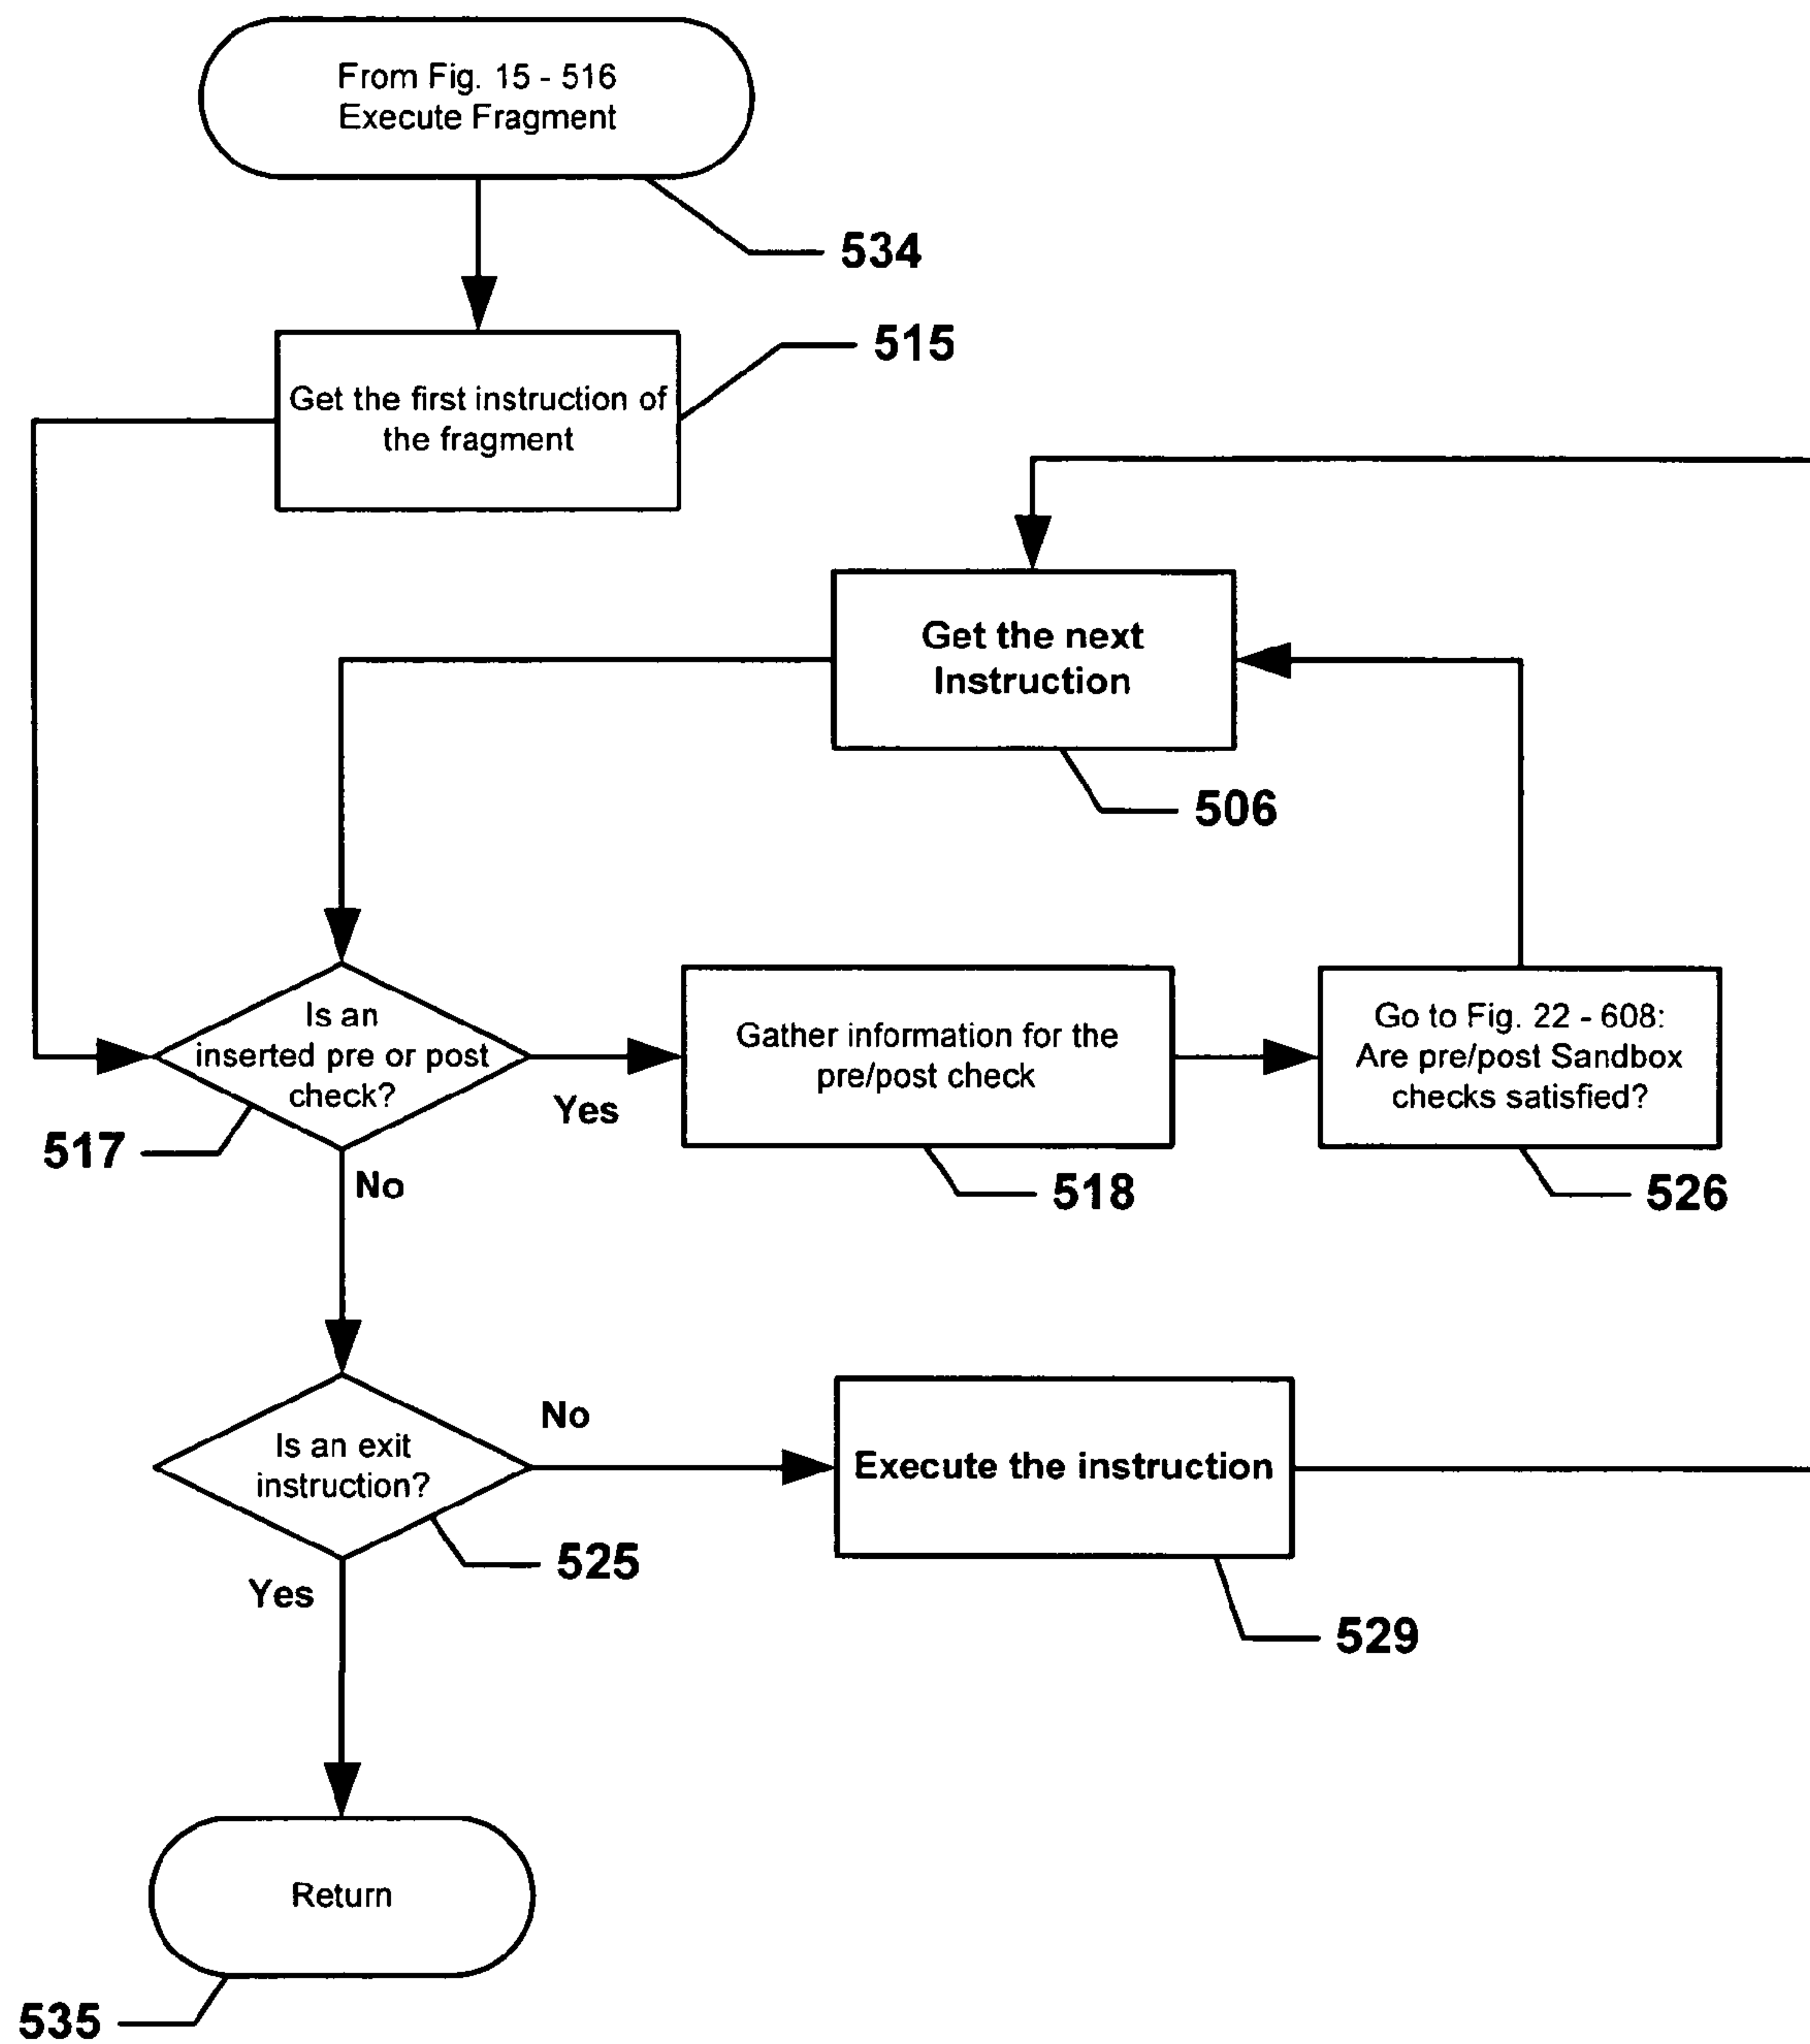 From Fig. 15 - 516
Execute Fragment
534
515
Get the first instruction of
the fragment
Get the next
Instruction
506
Is an
inserted pre or post
check?
Yes
517
No
Gather information for the
pre/post check
518
Go to Fig. 22 - 608:
Are pre/post Sandbox
checks satisfied?
526
Is an exit
instruction?
No
525
Yes
Execute the instruction
529
Return
535